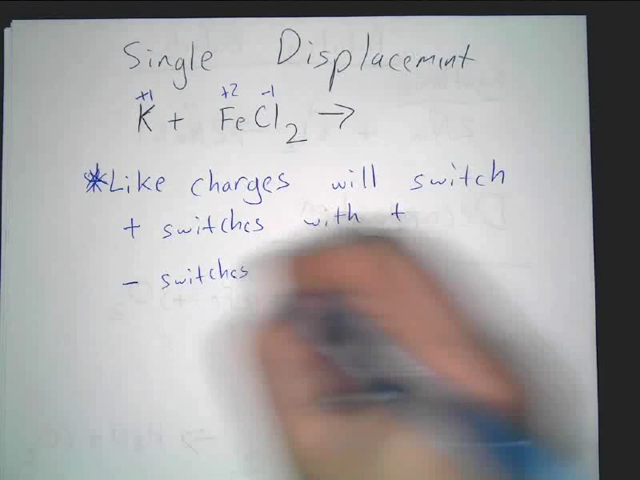 Single Displacemint
+1 +2 -1
K + FeCl2 →
*Like charges will switch
+ switches with +
- switches